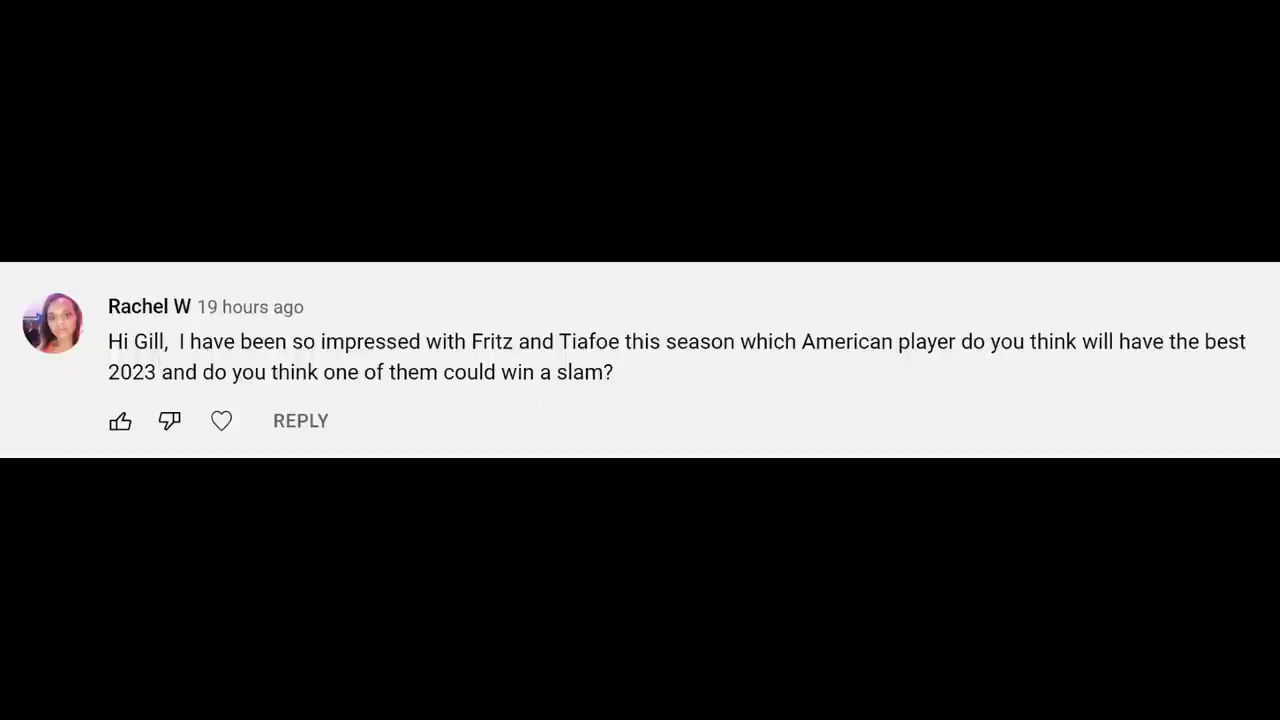 Rachel W 19 hours ago
Hi Gill,  I have been so impressed with Fritz and Tiafoe this season which American player do you think will have the best
2023 and do you think one of them could win a slam?
REPLY